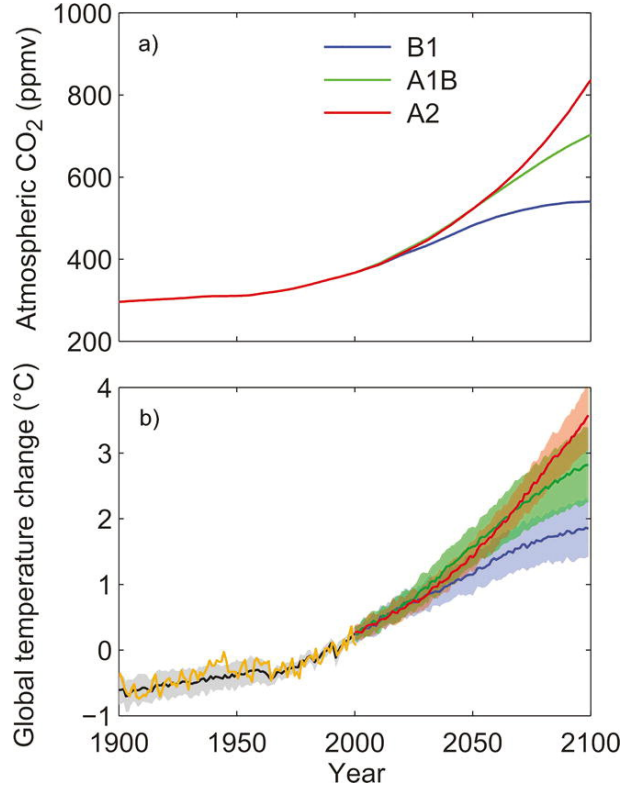 Atmospheric CO₂ (ppmv)
1000
800
600
400
200
a)
B1
A1B
A2
Global temperature change (°C)
4
3
2
1
0
−1
b)
1900
1950
2000
2050
2100
Year